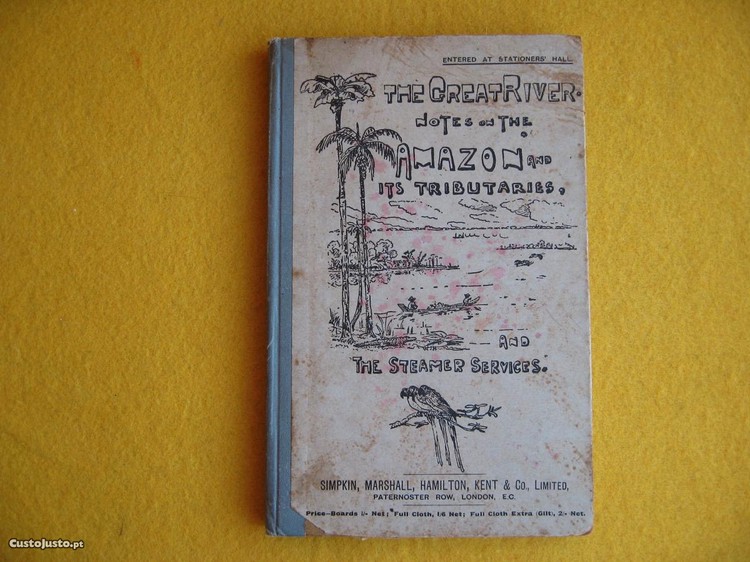 ENTERED AT STATIONERS' HALL.
THE GREAT RIVER.
NOTES ON THE
AMAZON AND
ITS TRIBUTARIES,
AND
THE STEAMER SERVICES.
SIMPKIN, MARSHALL, HAMILTON, KENT & Co., LIMITED,
PATERNOSTER ROW, LONDON, E.C.
Price—Boards 1/- Net; Full Cloth, 1/6 Net; Full Cloth Extra (Gilt), 2/- Net.
CustoJusto.pt